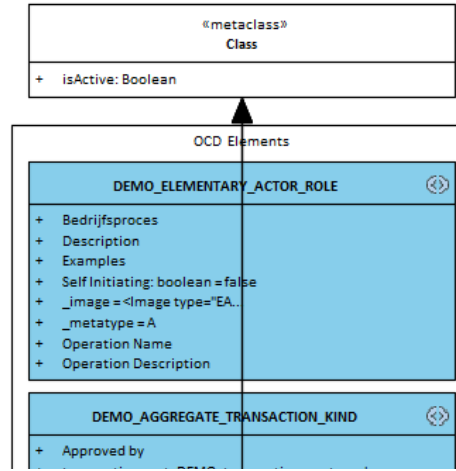 «metaclass»
Class
+ isActive: Boolean
OCD Elements
DEMO_ELEMENTARY_ACTOR_ROLE
+ Bedrijfsproces
+ Description
+ Examples
+ Self Initiating: boolean = false
+ _image = <Image type="EA...
+ _metatype = A
+ Operation Name
+ Operation Description
DEMO_AGGREGATE_TRANSACTION_KIND
+ Approved by